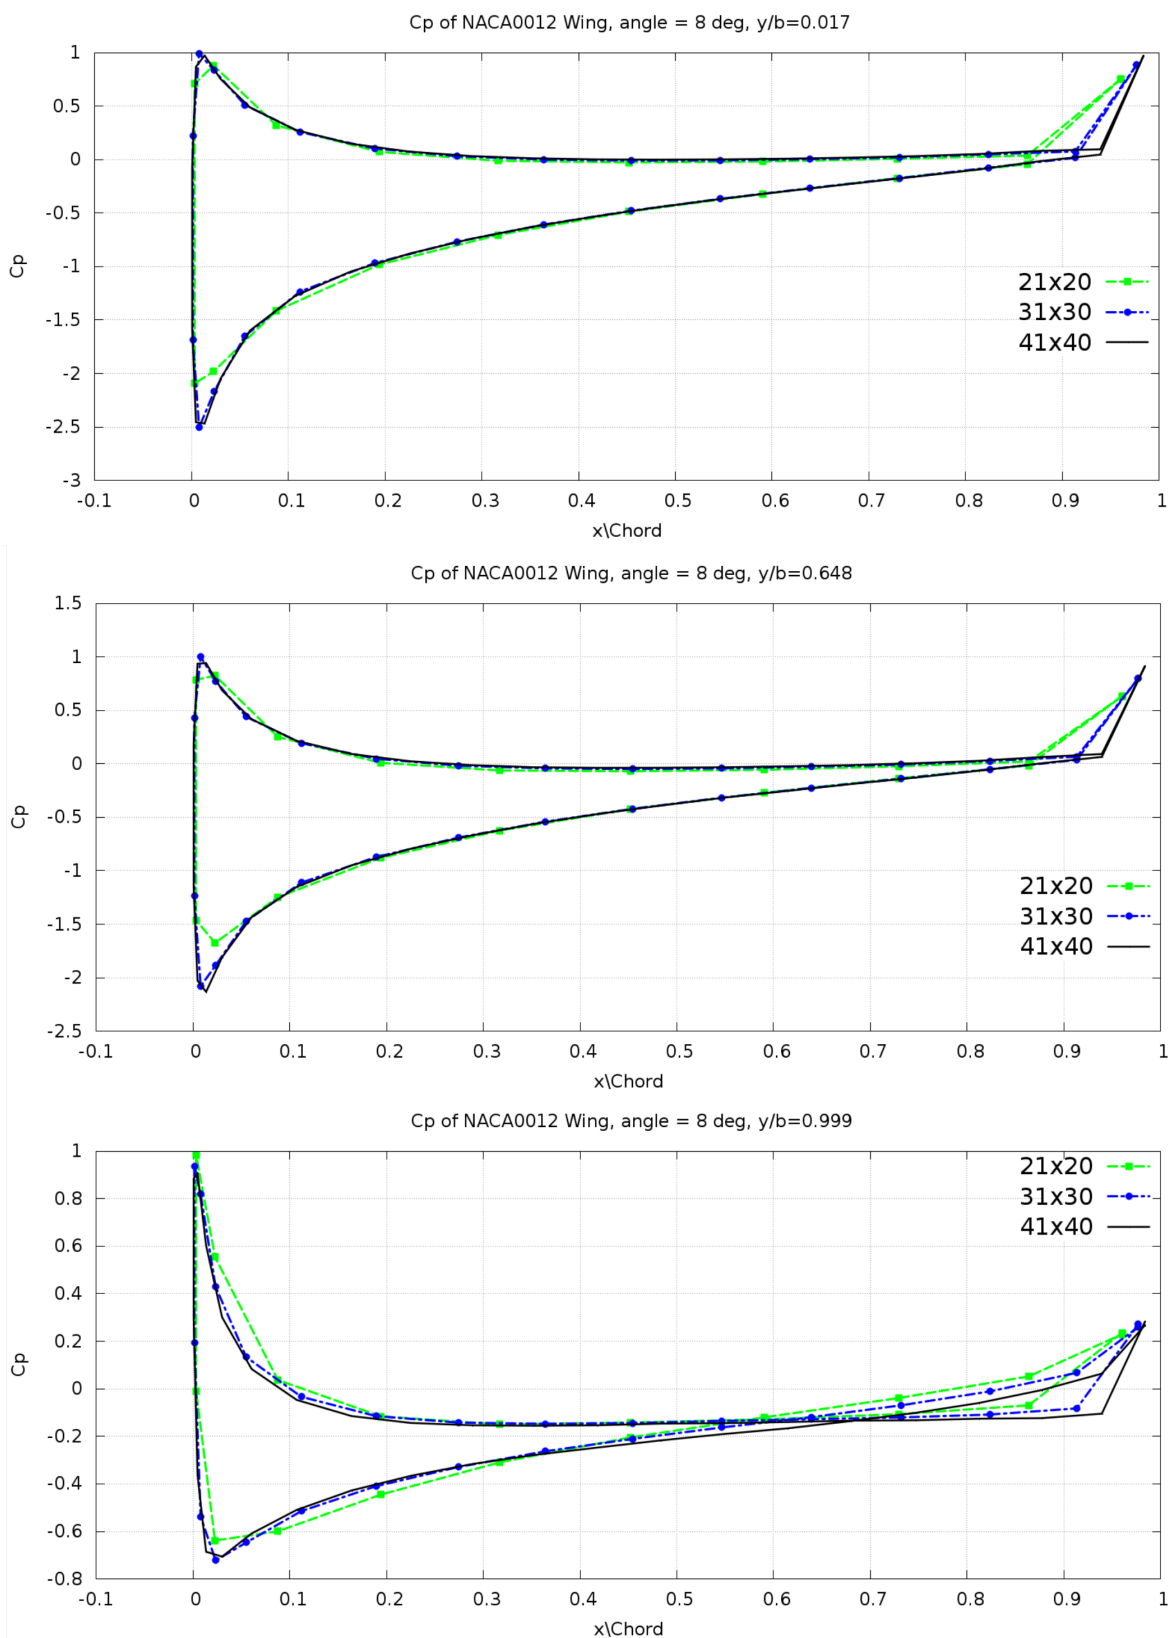 Cp of NACA0012 Wing, angle = 8 deg, y/b=0.017
1
0.5
0
-0.5
-1
-1.5
-2
-2.5
-3
Cp
21x20
31x30
41x40
-0.1 0 0.1 0.2 0.3 0.4 0.5 0.6 0.7 0.8 0.9 1
x\Chord
Cp of NACA0012 Wing, angle = 8 deg, y/b=0.648
1.5
1
0.5
0
-0.5
-1
-1.5
-2
-2.5
Cp
21x20
31x30
41x40
-0.1 0 0.1 0.2 0.3 0.4 0.5 0.6 0.7 0.8 0.9 1
x\Chord
Cp of NACA0012 Wing, angle = 8 deg, y/b=0.999
1
0.8
0.6
0.4
0.2
0
-0.2
-0.4
-0.6
-0.8
Cp
21x20
31x30
41x40
-0.1 0 0.1 0.2 0.3 0.4 0.5 0.6 0.7 0.8 0.9 1
x\Chord